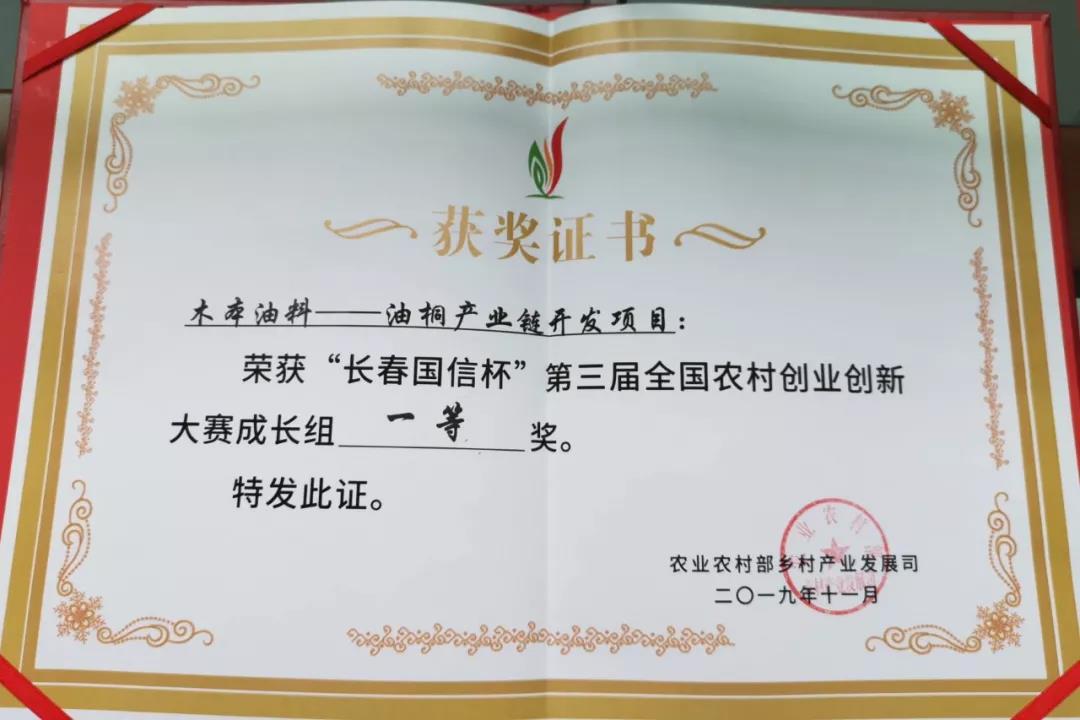 获奖证书
木本油料——油桐产业链开发项目：
荣获“长春国信杯”第三届全国农村创业创新
大赛成长组 一等 奖。
特发此证。
农业农村部乡村产业发展司
二〇一九年十一月